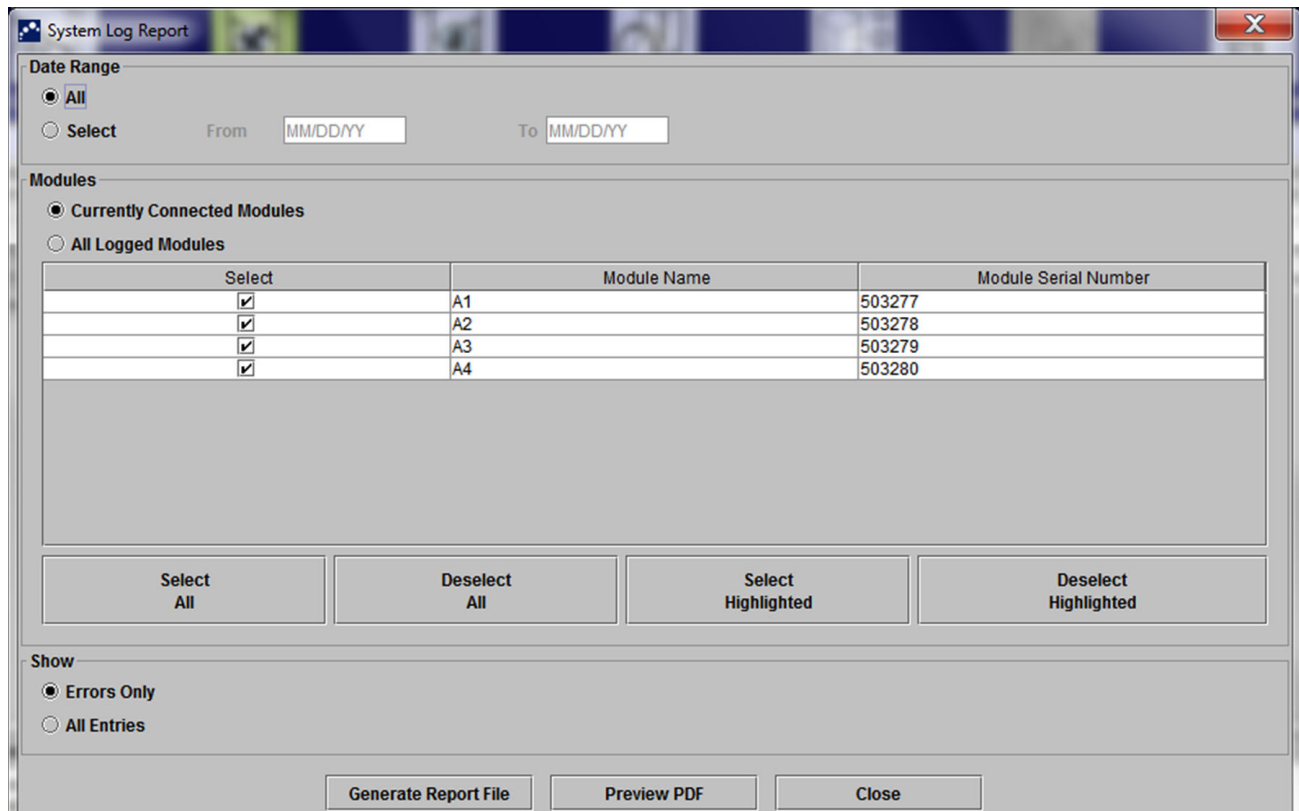 System Log Report
Date Range
All
Select From MM/DD/YY To MM/DD/YY
Modules
Currently Connected Modules
All Logged Modules
Select Module Name Module Serial Number
A1 503277
A2 503278
A3 503279
A4 503280
Select Deselect Select Deselect
All All Highlighted Highlighted
Show
Errors Only
All Entries
Generate Report File Preview PDF Close